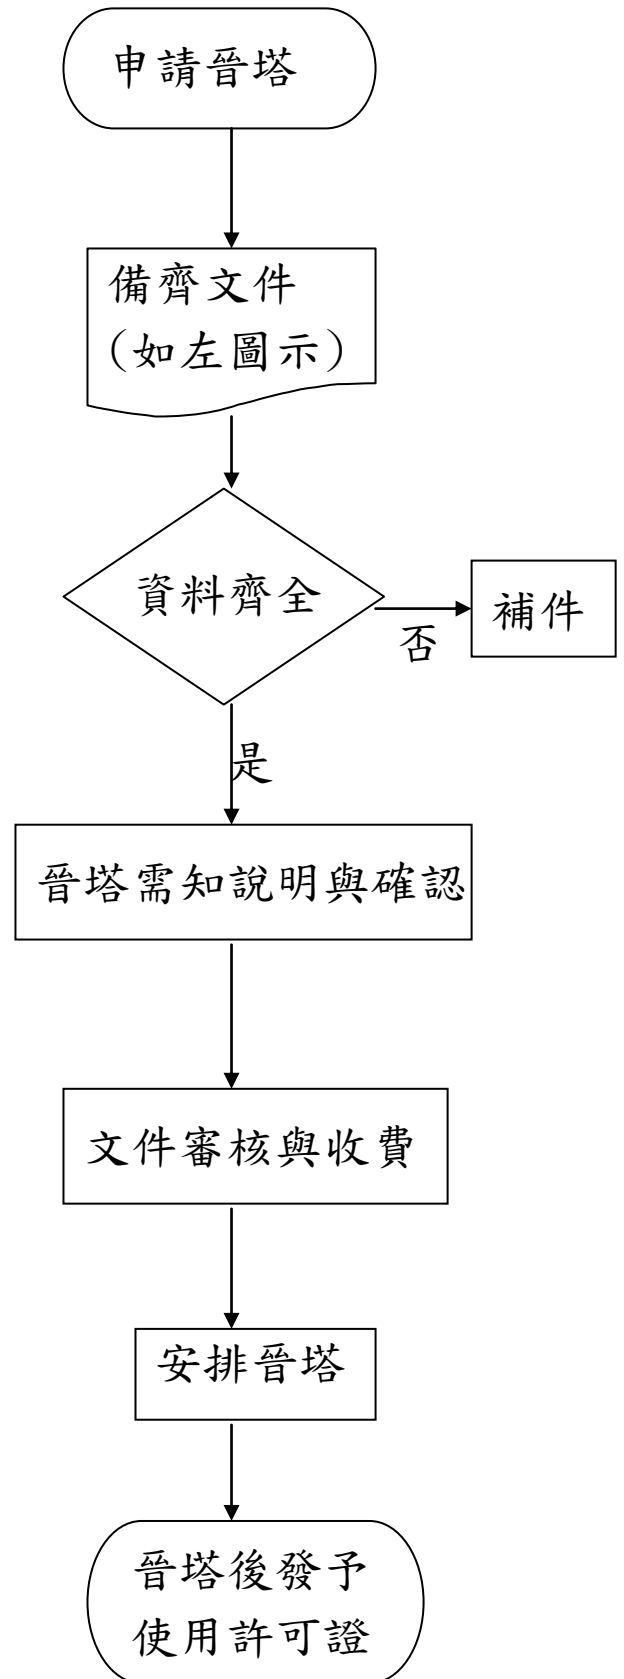 申請晉塔
備齊文件
(如左圖示)
資料齊全
補件
否
是
晉塔需知說明與確認
文件審核與收費
安排晉塔
晉塔後發予
使用許可證